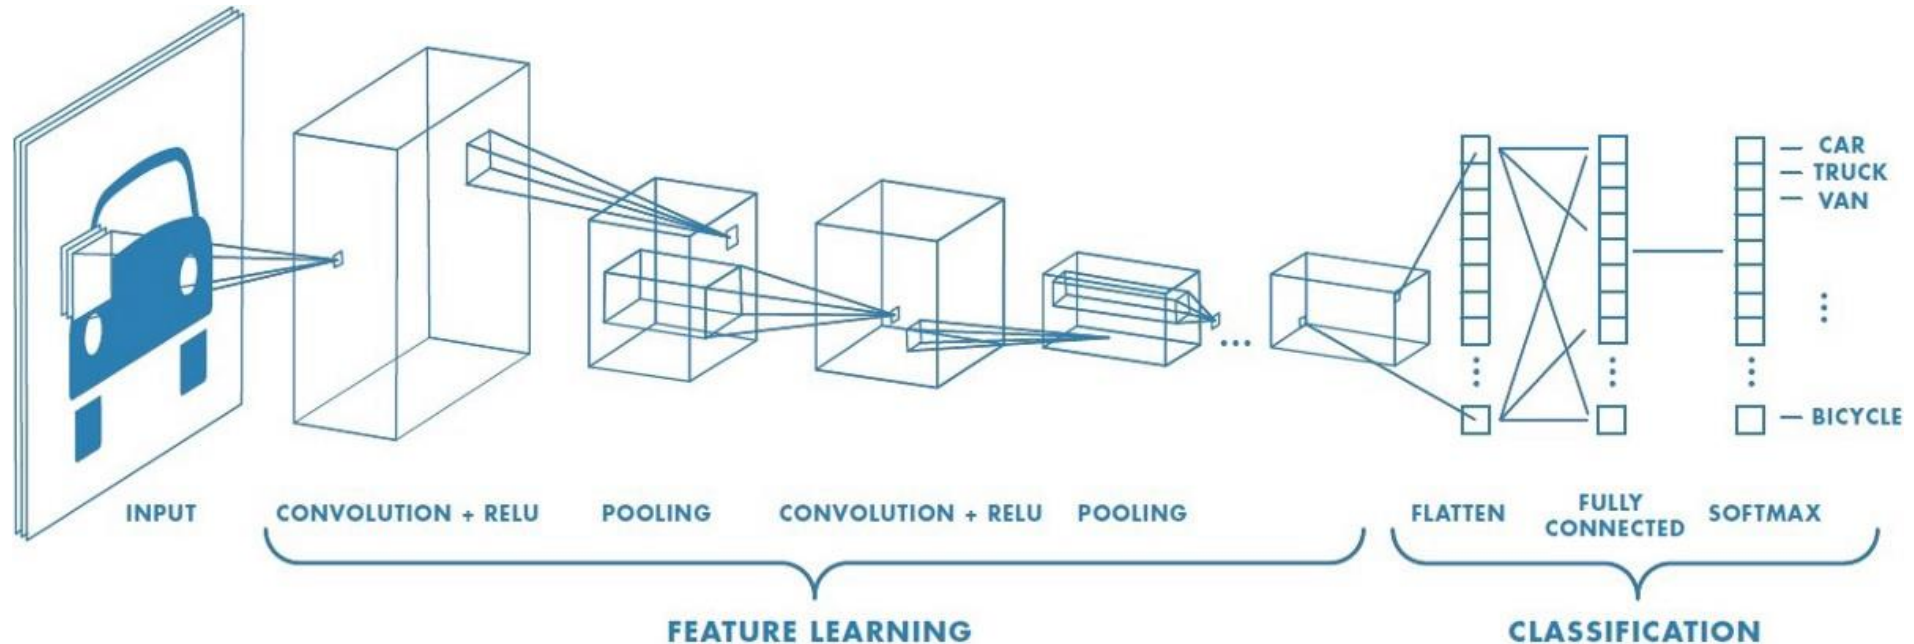 CAR
TRUCK
VAN
BICYCLE
INPUT
CONVOLUTION + RELU
POOLING
CONVOLUTION + RELU
POOLING
FLATTEN
FULLY
CONNECTED
SOFTMAX
FEATURE LEARNING
CLASSIFICATION